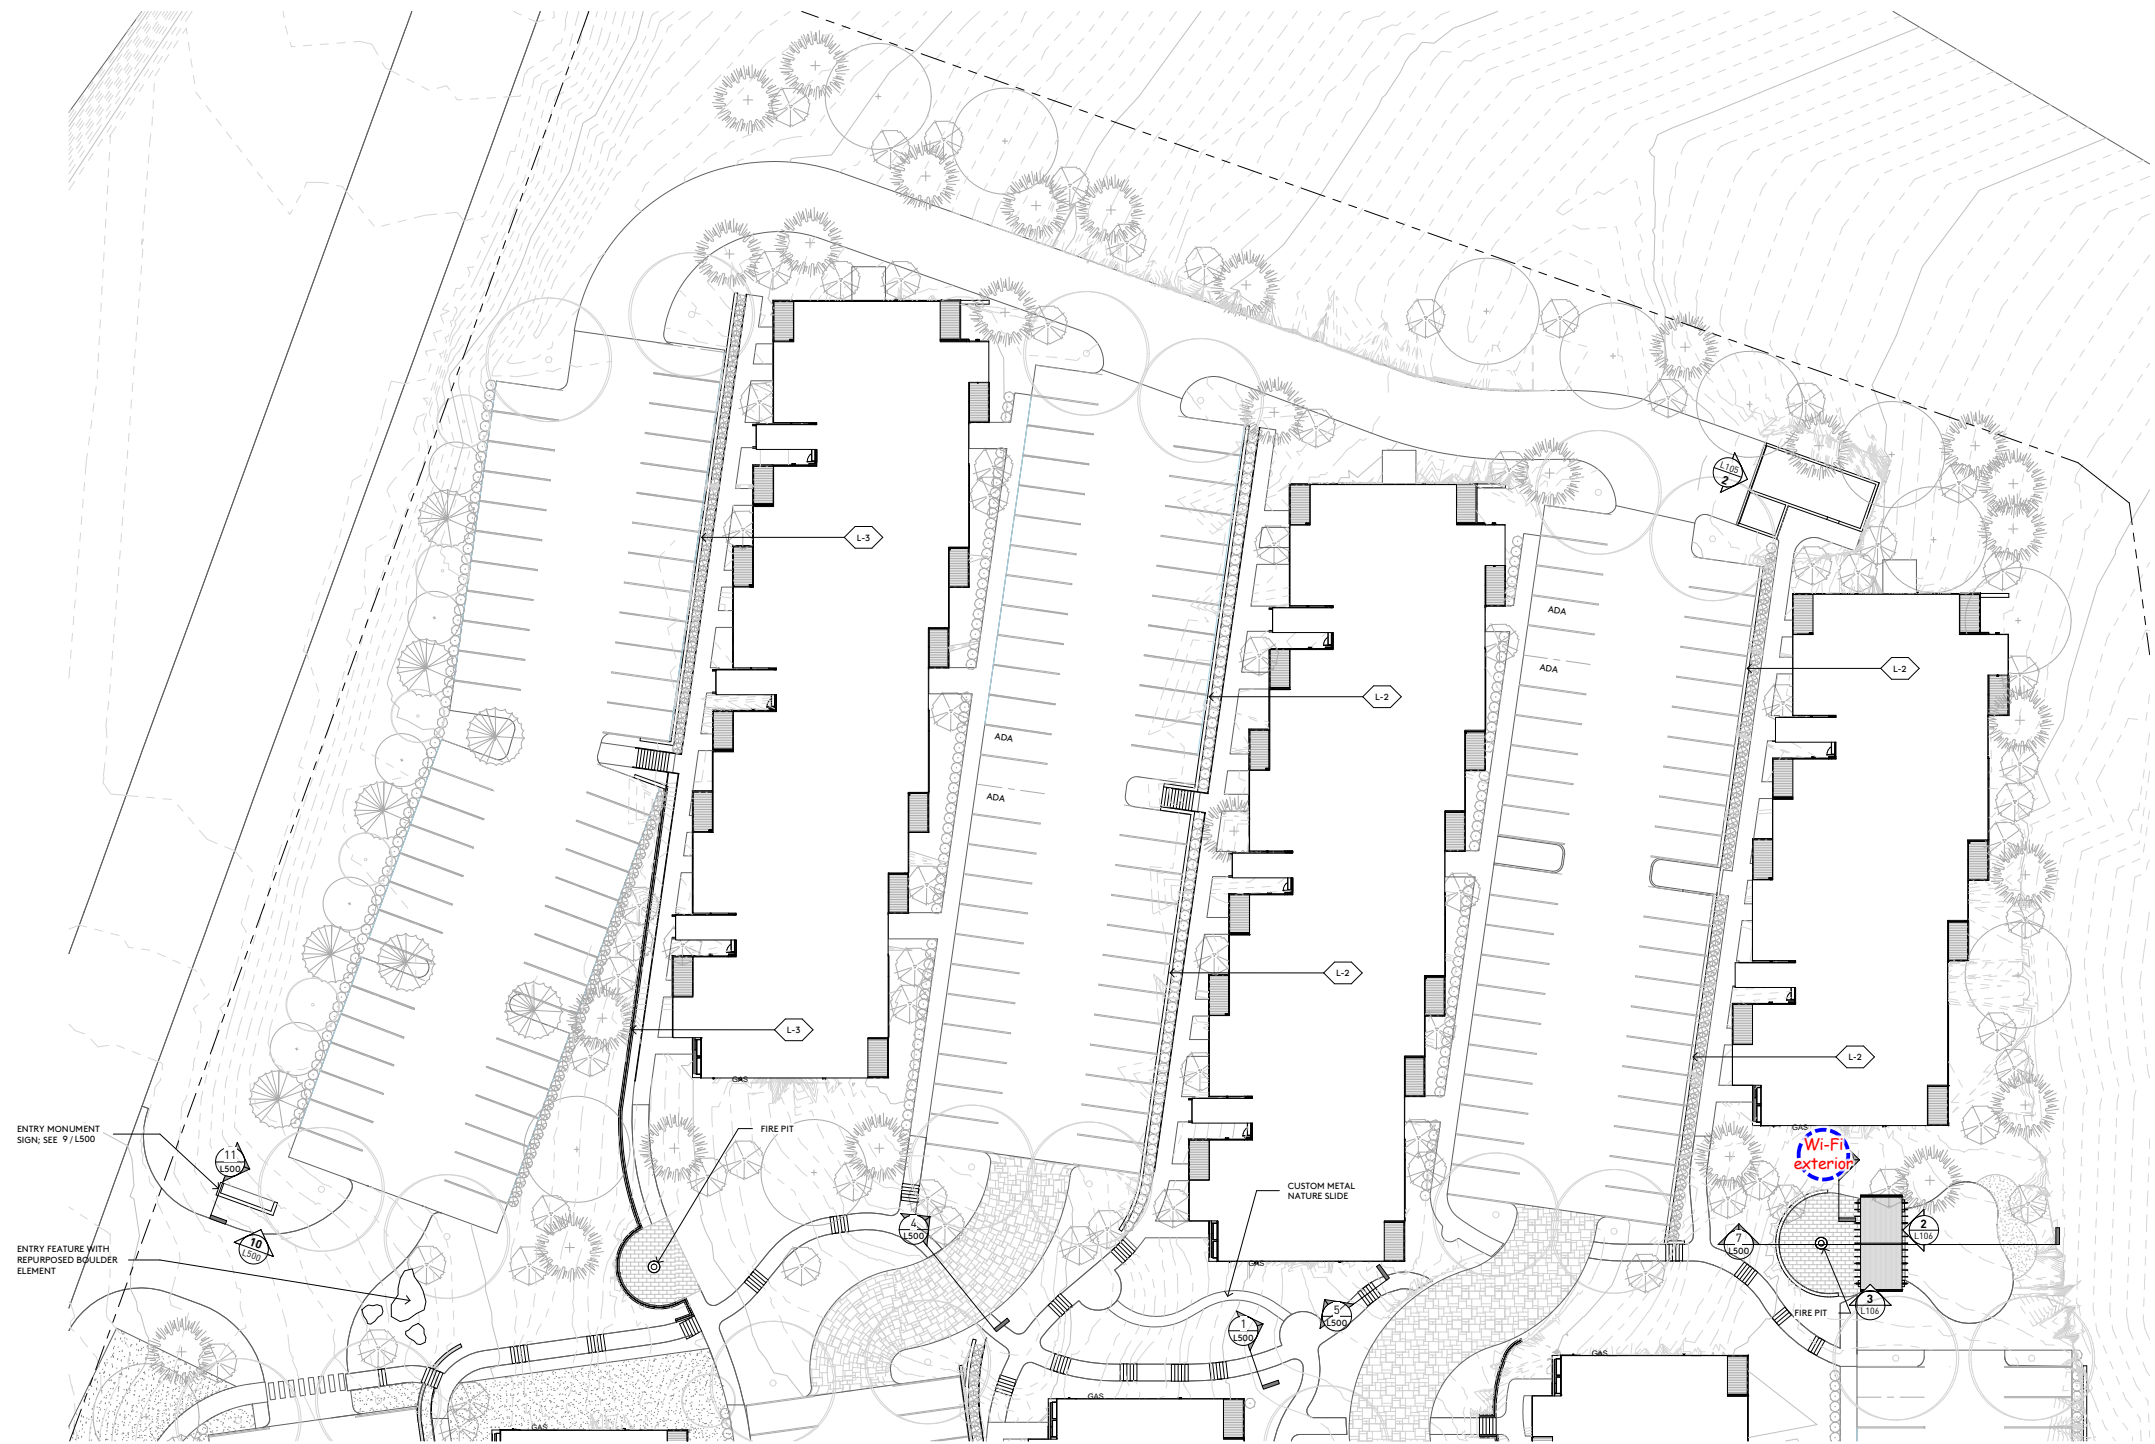 L105
2
L-3
ADA
ADA
L-2
L-2
ADA
ADA
L-2
L-3
L-2
GAS
ENTRY MONUMENT
SIGN; SEE 9 / L500
11
L500
FIRE PIT
GAS
Wi-Fi
exterior
CUSTOM METAL
NATURE SLIDE
4
L500
2
L106
10
L500
7
L500
ENTRY FEATURE WITH
REPURPOSED BOULDER
ELEMENT
GAS
3
L106
FIRE PIT
5
L500
1
L500
GAS
GAS
GAS